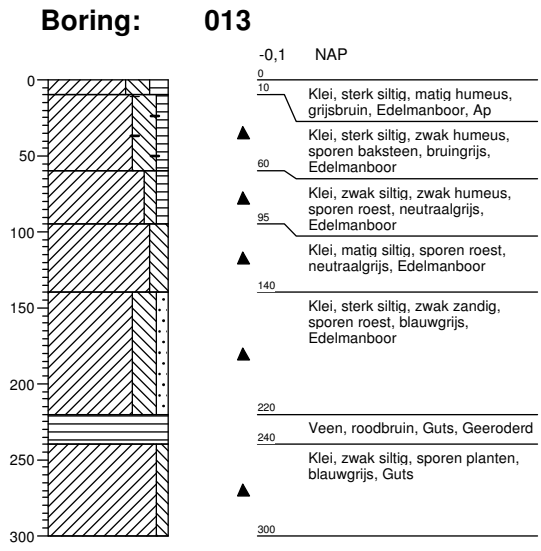 Boring: 013
-0,1 NAP
0
50
100
150
200
250
300
0
10
Klei, sterk siltig, matig humeus,
grijsbruin, Edelmanboor, Ap
Klei, sterk siltig, zwak humeus,
sporen baksteen, bruingrijs,
Edelmanboor
60
Klei, zwak siltig, zwak humeus,
sporen roest, neutraalgrijs,
Edelmanboor
95
Klei, matig siltig, sporen roest,
neutraalgrijs, Edelmanboor
140
Klei, sterk siltig, zwak zandig,
sporen roest, blauwgrijs,
Edelmanboor
220
Veen, roodbruin, Guts, Geeroderd
240
Klei, zwak siltig, sporen planten,
blauwgrijs, Guts
300